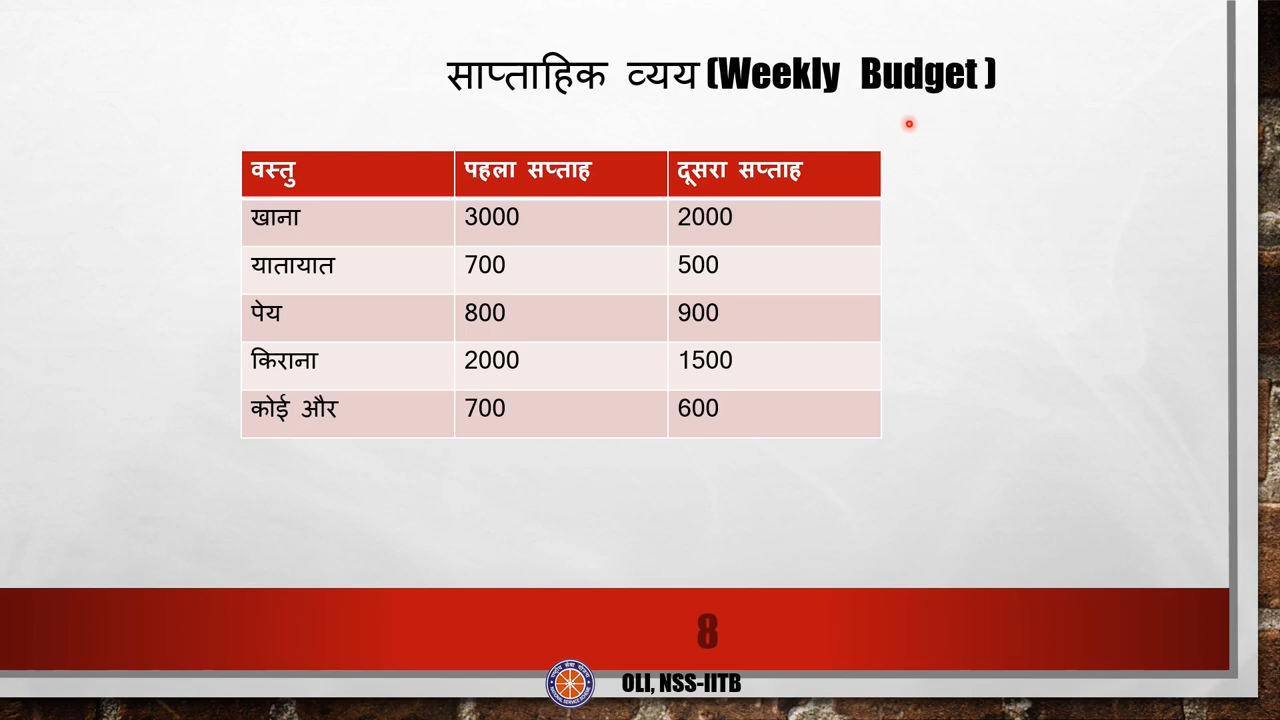 साप्ताहिक व्यय (Weekly Budget )
वस्तु पहला सप्ताह दूसरा सप्ताह
खाना 3000 2000
यातायात 700 500
पेय 800 900
किराना 2000 1500
कोई और 700 600
8
OLI, NSS-IITB